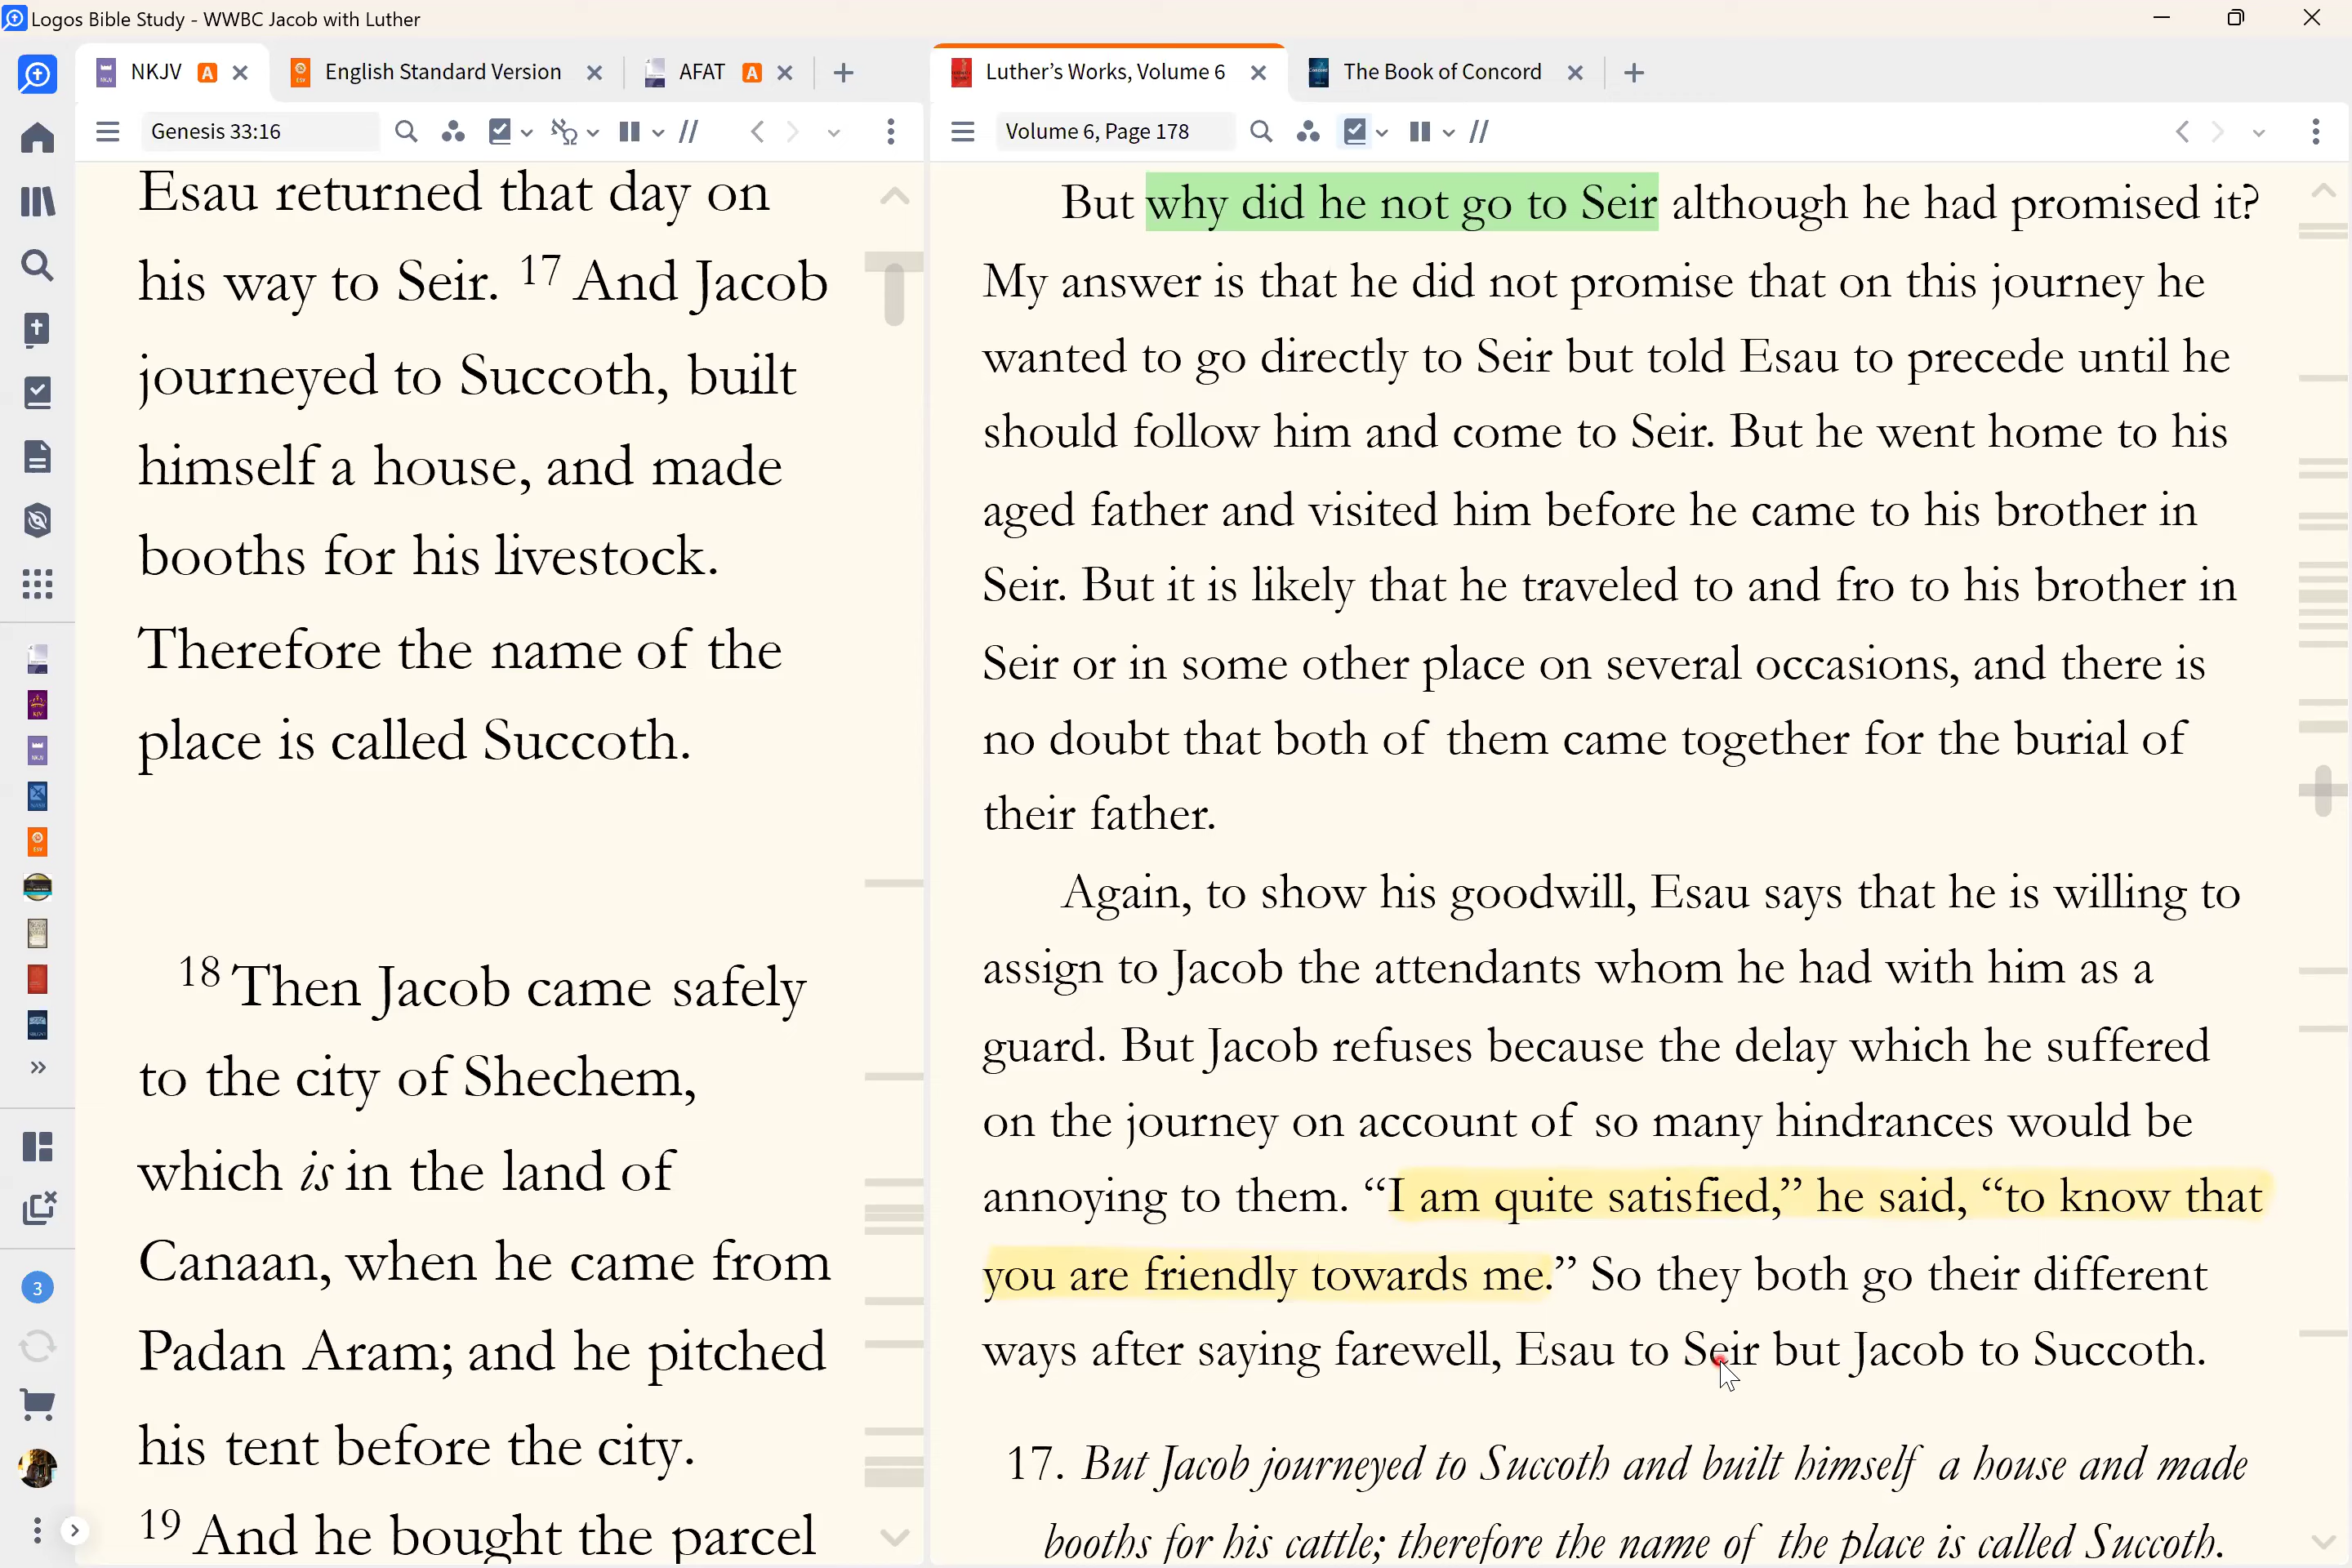 Logos Bible Study - WWBC Jacob with Luther
NKJV A
English Standard Version
AFAT A
Genesis 33:16
Esau returned that day on
his way to Seir. 17 And Jacob
journeyed to Succoth, built
himself a house, and made
booths for his livestock.
Therefore the name of the
place is called Succoth.
18 Then Jacob came safely
to the city of Shechem,
which is in the land of
Canaan, when he came from
Padan Aram; and he pitched
his tent before the city.
19 And he bought the parcel
Luther’s Works, Volume 6
The Book of Concord
Volume 6, Page 178
But why did he not go to Seir although he had promised it?
My answer is that he did not promise that on this journey he
wanted to go directly to Seir but told Esau to precede until he
should follow him and come to Seir. But he went home to his
aged father and visited him before he came to his brother in
Seir. But it is likely that he traveled to and fro to his brother in
Seir or in some other place on several occasions, and there is
no doubt that both of them came together for the burial of
their father.
Again, to show his goodwill, Esau says that he is willing to
assign to Jacob the attendants whom he had with him as a
guard. But Jacob refuses because the delay which he suffered
on the journey on account of so many hindrances would be
annoying to them. “I am quite satisfied,” he said, “to know that
you are friendly towards me.” So they both go their different
ways after saying farewell, Esau to Seir but Jacob to Succoth.
17. But Jacob journeyed to Succoth and built himself a house and made
booths for his cattle; therefore the name of the place is called Succoth.
3